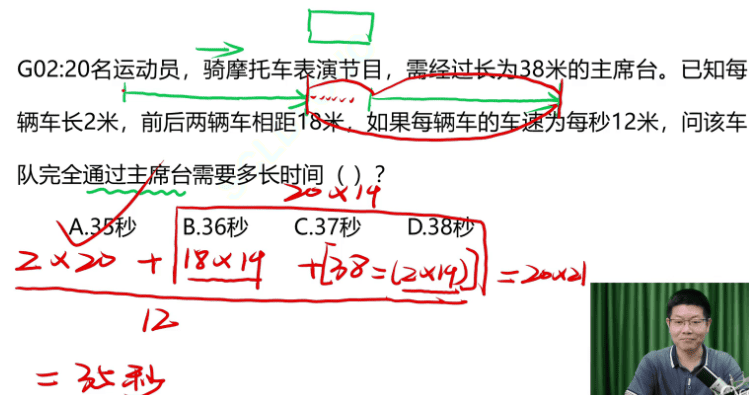 G02:20名运动员，骑摩托车表演节目，需经过长为38米的主席台。已知每
辆车长2米，前后两辆车相距18米，如果每辆车的车速为每秒12米，问该车
队完全通过主席台需要多长时间（）？
20×19
A.35秒 B.36秒 C.37秒 D.38秒
2×20 + 18×19 +[38=(2×19)] =20×21
12
=35秒